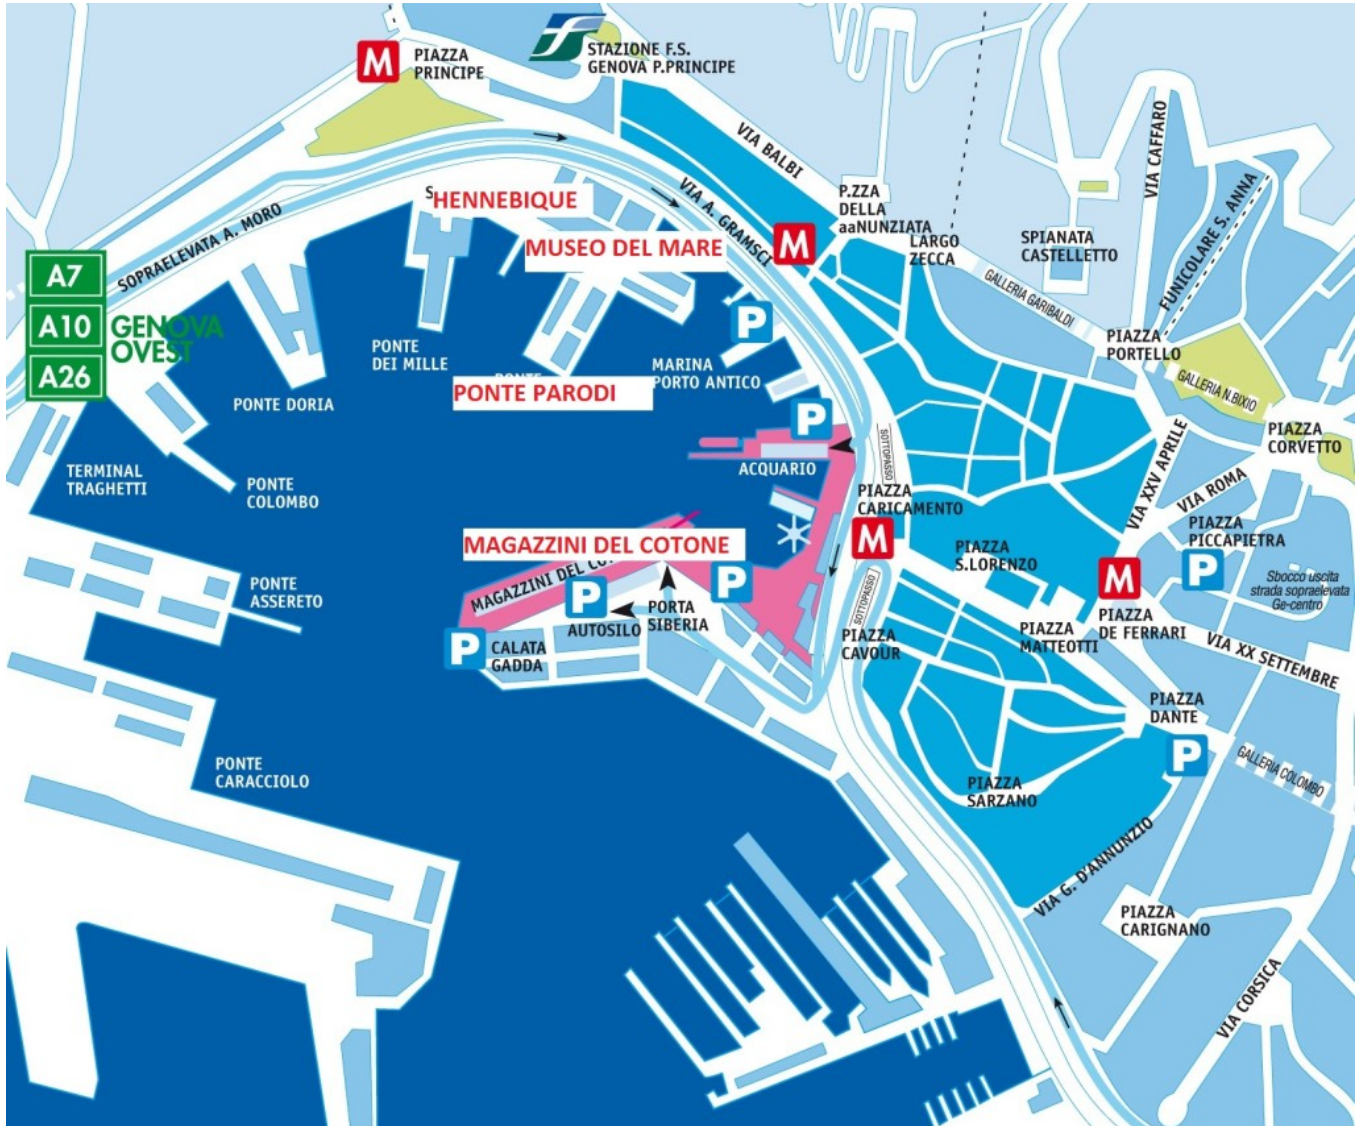 M
PIAZZA
PRINCIPE
STAZIONE F.S.
GENOVA P.PRINCIPE
VIA BALBI
VIA CAFFARO
FUNICOLARE S. ANNA
S
HENNEBIQUE
VIA A. GRAMSCI
P.ZZA
DELLA
aaNUNZIATA
SOPRAELEVATA A. MORO
MUSEO DEL MARE
M
LARGO
ZECCA
SPIANATA
CASTELLETTO
A7
A10
A26
GENOVA
OVEST
GALLERIA GARIBALDI
P
PONTE
DEI MILLE
MARINA
PORTO ANTICO
PIAZZA
PORTELLO
PONTE PARODI
GALLERIA N.BIXIO
PONTE DORIA
P
SOTTOPASSO
PIAZZA
CORVETTO
VIA XXV APRILE
VIA ROMA
TERMINAL
TRAGHETTI
PONTE
COLOMBO
ACQUARIO
PIAZZA
CARICAMENTO
PIAZZA
PICCAPIETRA
MAGAZZINI DEL COTONE
M
PIAZZA
S.LORENZO
MAGAZZINI DEL CO
P
P
M
P
Sbocco uscita
strada sopraelevata
Ge-centro
PONTE
ASSERETO
AUTOSILO
PORTA
SIBERIA
SOTTOPASSO
PIAZZA
DE FERRARI
P
CALATA
GADDA
PIAZZA
CAVOUR
PIAZZA
MATTEOTTI
VIA XX SETTEMBRE
PIAZZA
DANTE
P
GALLERIA COLOMBO
PONTE
CARACCIOLO
PIAZZA
SARZANO
VIA G. D'ANNUNZIO
PIAZZA
CARIGNANO
VIA CORSICA